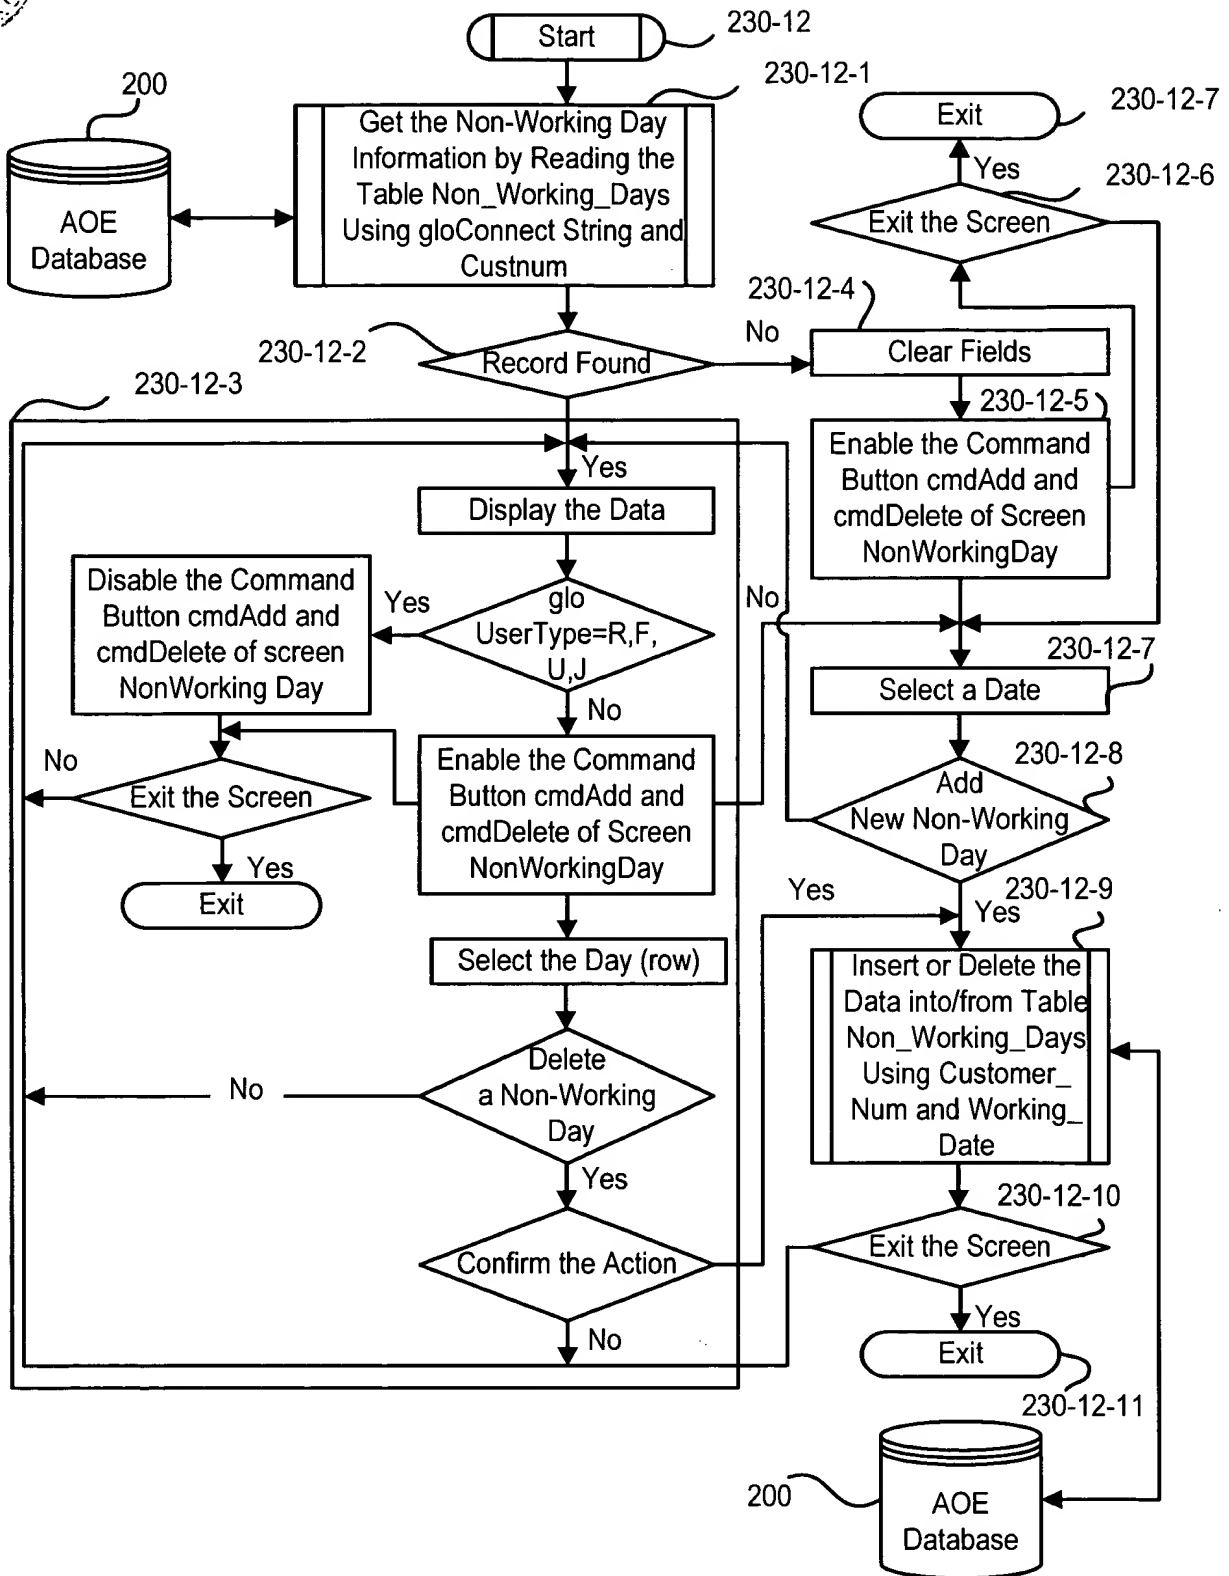 Start
230-12
230-12-1
200
Get the Non-Working Day
Information by Reading the
Table Non_Working_Days
Using gloConnect String and
Custnum
AOE
Database
Exit
230-12-7
Yes
230-12-6
Exit the Screen
230-12-4
No
230-12-2
Record Found
Clear Fields
230-12-3
230-12-5
Yes
Enable the Command
Button cmdAdd and
cmdDelete of Screen
NonWorkingDay
Display the Data
Disable the Command
Button cmdAdd and
cmdDelete of screen
NonWorking Day
Yes
glo
UserType=R,F,
U,J
No
No
230-12-7
Select a Date
Enable the Command
Button cmdAdd and
cmdDelete of Screen
NonWorkingDay
No
Exit the Screen
Yes
Exit
230-12-8
Add
New Non-Working
Day
Yes
Yes
230-12-9
Select the Day (row)
Insert or Delete the
Data into/from Table
Non_Working_Days
Using Customer_
Num and Working_
Date
Delete
a Non-Working
Day
No
Yes
230-12-10
Confirm the Action
Exit the Screen
No
Yes
Exit
230-12-11
200
AOE
Database